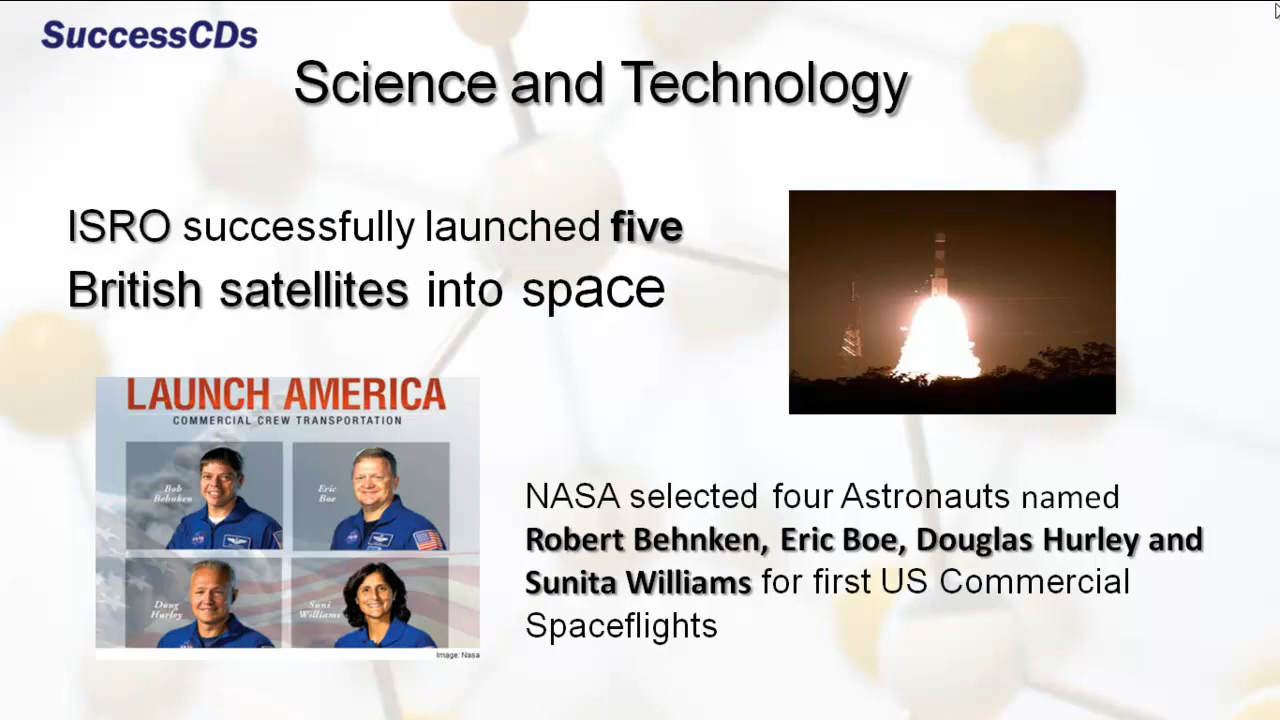 SuccessCDs
Science and Technology
ISRO successfully launched five
British satellites into space
LAUNCH AMERICA
COMMERCIAL CREW TRANSPORTATION
Bob
Behnken
Eric
Boe
Doug
Hurley
Suni
Williams
Image: Nasa
NASA selected four Astronauts named
Robert Behnken, Eric Boe, Douglas Hurley and
Sunita Williams for first US Commercial
Spaceflights